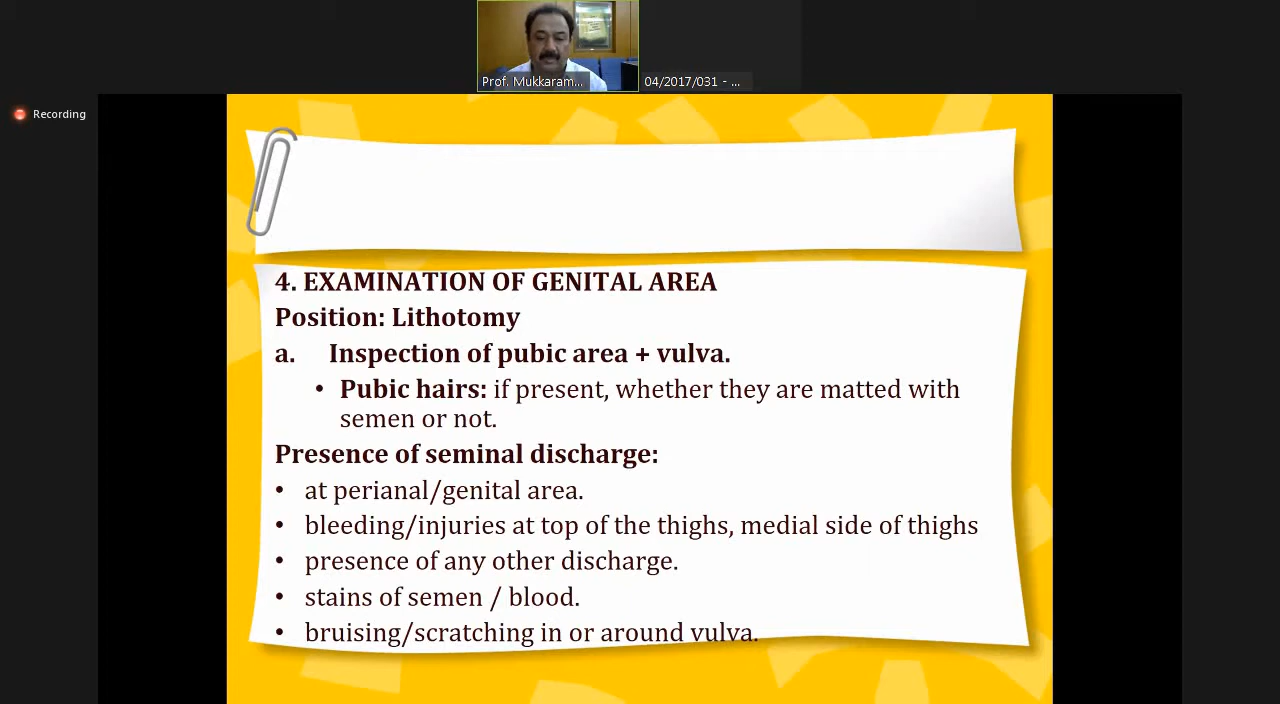 Prof. Mukkaram...
04/2017/031 - ...
Recording
4. EXAMINATION OF GENITAL AREA
Position: Lithotomy
a. Inspection of pubic area + vulva.
• Pubic hairs: if present, whether they are matted with
semen or not.
Presence of seminal discharge:
• at perianal/genital area.
• bleeding/injuries at top of the thighs, medial side of thighs
• presence of any other discharge.
• stains of semen / blood.
• bruising/scratching in or around vulva.